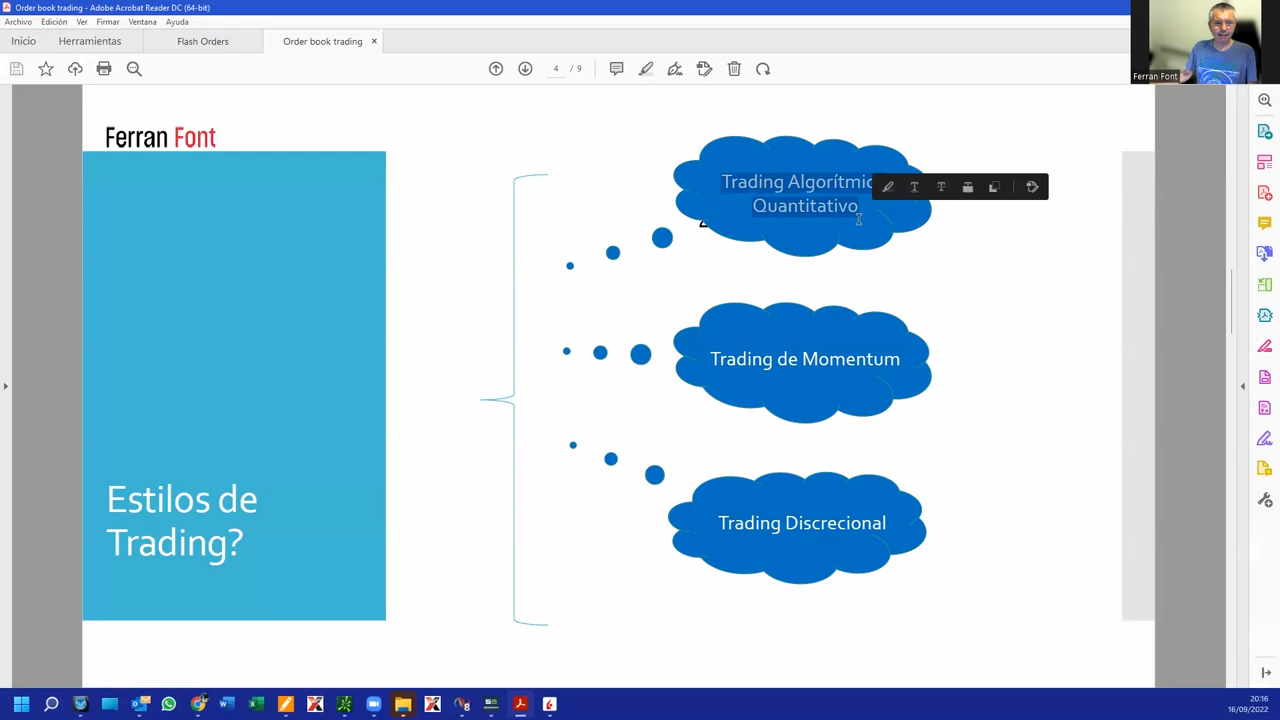 Order book trading - Adobe Acrobat Reader DC (64-bit)
Archivo Edición Ver Firmar Ventana Ayuda
Inicio Herramientas Flash Orders Order book trading ×
4 / 9
Ferran Font
Ferran Font
Trading Algorítmic
Quantitativo
Trading de Momentum
Estilos de
Trading?
Trading Discrecional
20:16
16/09/2022